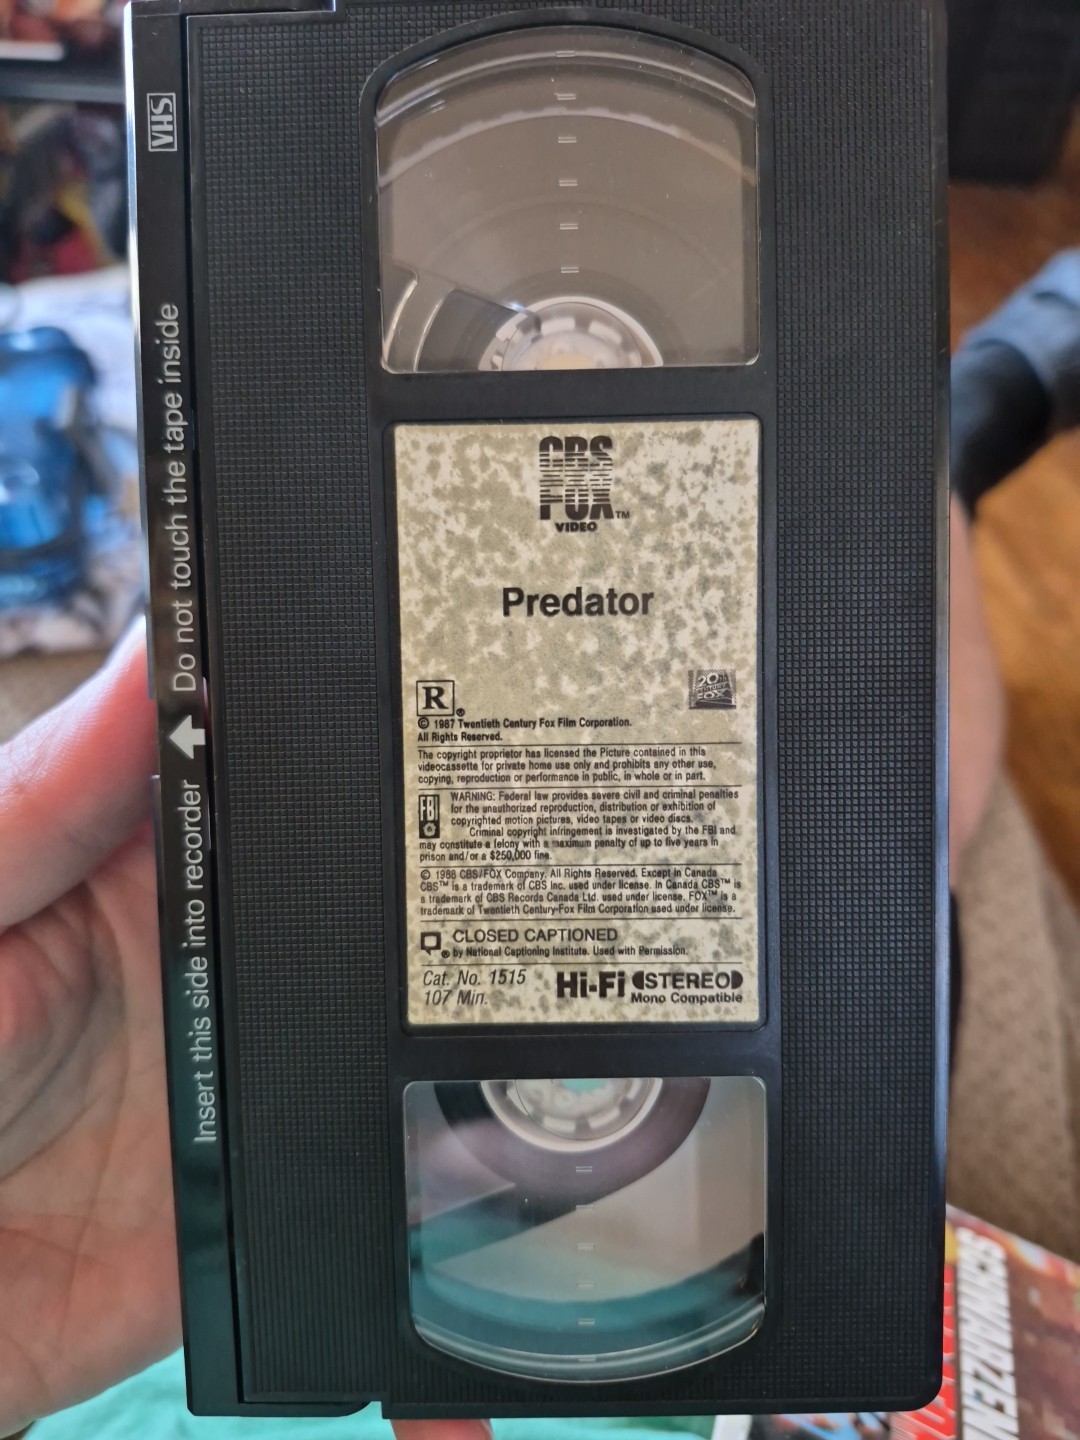 VHS
Do not touch the tape inside
Insert this side into recorder
CBS
FOX™
VIDEO
Predator
R®
20th
CENTURY
FOX
© 1987 Twentieth Century Fox Film Corporation.
All Rights Reserved.
The copyright proprietor has licensed the Picture contained in this
videocassette for private home use only and prohibits any other use,
copying, reproduction or performance in public, in whole or in part.
FBI
WARNING: Federal law provides severe civil and criminal penalties
for the unauthorized reproduction, distribution or exhibition of
copyrighted motion pictures, video tapes or video discs.
Criminal copyright infringement is investigated by the FBI and
may constitute a felony with a maximum penalty of up to five years in
prison and/or a $250,000 fine.
© 1988 CBS/FOX Company. All Rights Reserved. Except in Canada
CBS™ is a trademark of CBS Inc. used under license. In Canada CBS™ is
a trademark of CBS Records Canada Ltd. used under license. FOX™ is a
trademark of Twentieth Century-Fox Film Corporation used under license.
CLOSED CAPTIONED
® by National Captioning Institute. Used with Permission.
Cat. No. 1515
107 Min.
Hi-Fi STEREO
Mono Compatible
SCHWARZEN